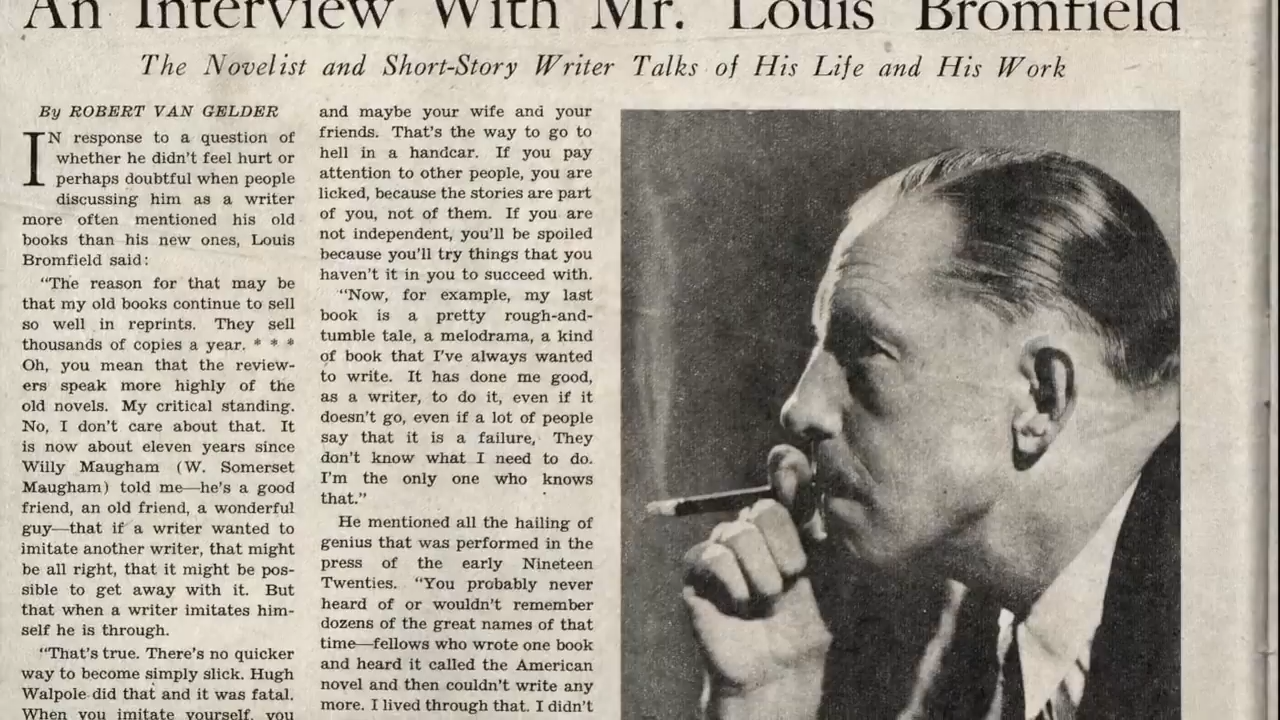 An Interview With Mr. Louis Bromfield
The Novelist and Short-Story Writer Talks of His Life and His Work
By ROBERT VAN GELDER
IN response to a question of
whether he didn't feel hurt or
perhaps doubtful when people
discussing him as a writer
more often mentioned his old
books than his new ones, Louis
Bromfield said:
"The reason for that may be
that my old books continue to sell
so well in reprints. They sell
thousands of copies a year. * * *
Oh, you mean that the review-
ers speak more highly of the
old novels. My critical standing.
No, I don't care about that. It
is now about eleven years since
Willy Maugham (W. Somerset
Maugham) told me—he's a good
friend, an old friend, a wonderful
guy—that if a writer wanted to
imitate another writer, that might
be all right, that it might be pos-
sible to get away with it. But
that when a writer imitates him-
self he is through.
"That's true. There's no quicker
way to become simply slick. Hugh
Walpole did that and it was fatal.
When you imitate yourself, you
and maybe your wife and your
friends. That's the way to go to
hell in a handcar. If you pay
attention to other people, you are
licked, because the stories are part
of you, not of them. If you are
not independent, you'll be spoiled
because you'll try things that you
haven't it in you to succeed with.
"Now, for example, my last
book is a pretty rough-and-
tumble tale, a melodrama, a kind
of book that I've always wanted
to write. It has done me good,
as a writer, to do it, even if it
doesn't go, even if a lot of people
say that it is a failure, They
don't know what I need to do.
I'm the only one who knows
that."
He mentioned all the hailing of
genius that was performed in the
press of the early Nineteen
Twenties. "You probably never
heard of or wouldn't remember
dozens of the great names of that
time—fellows who wrote one book
and heard it called the American
novel and then couldn't write any
more. I lived through that. I didn't